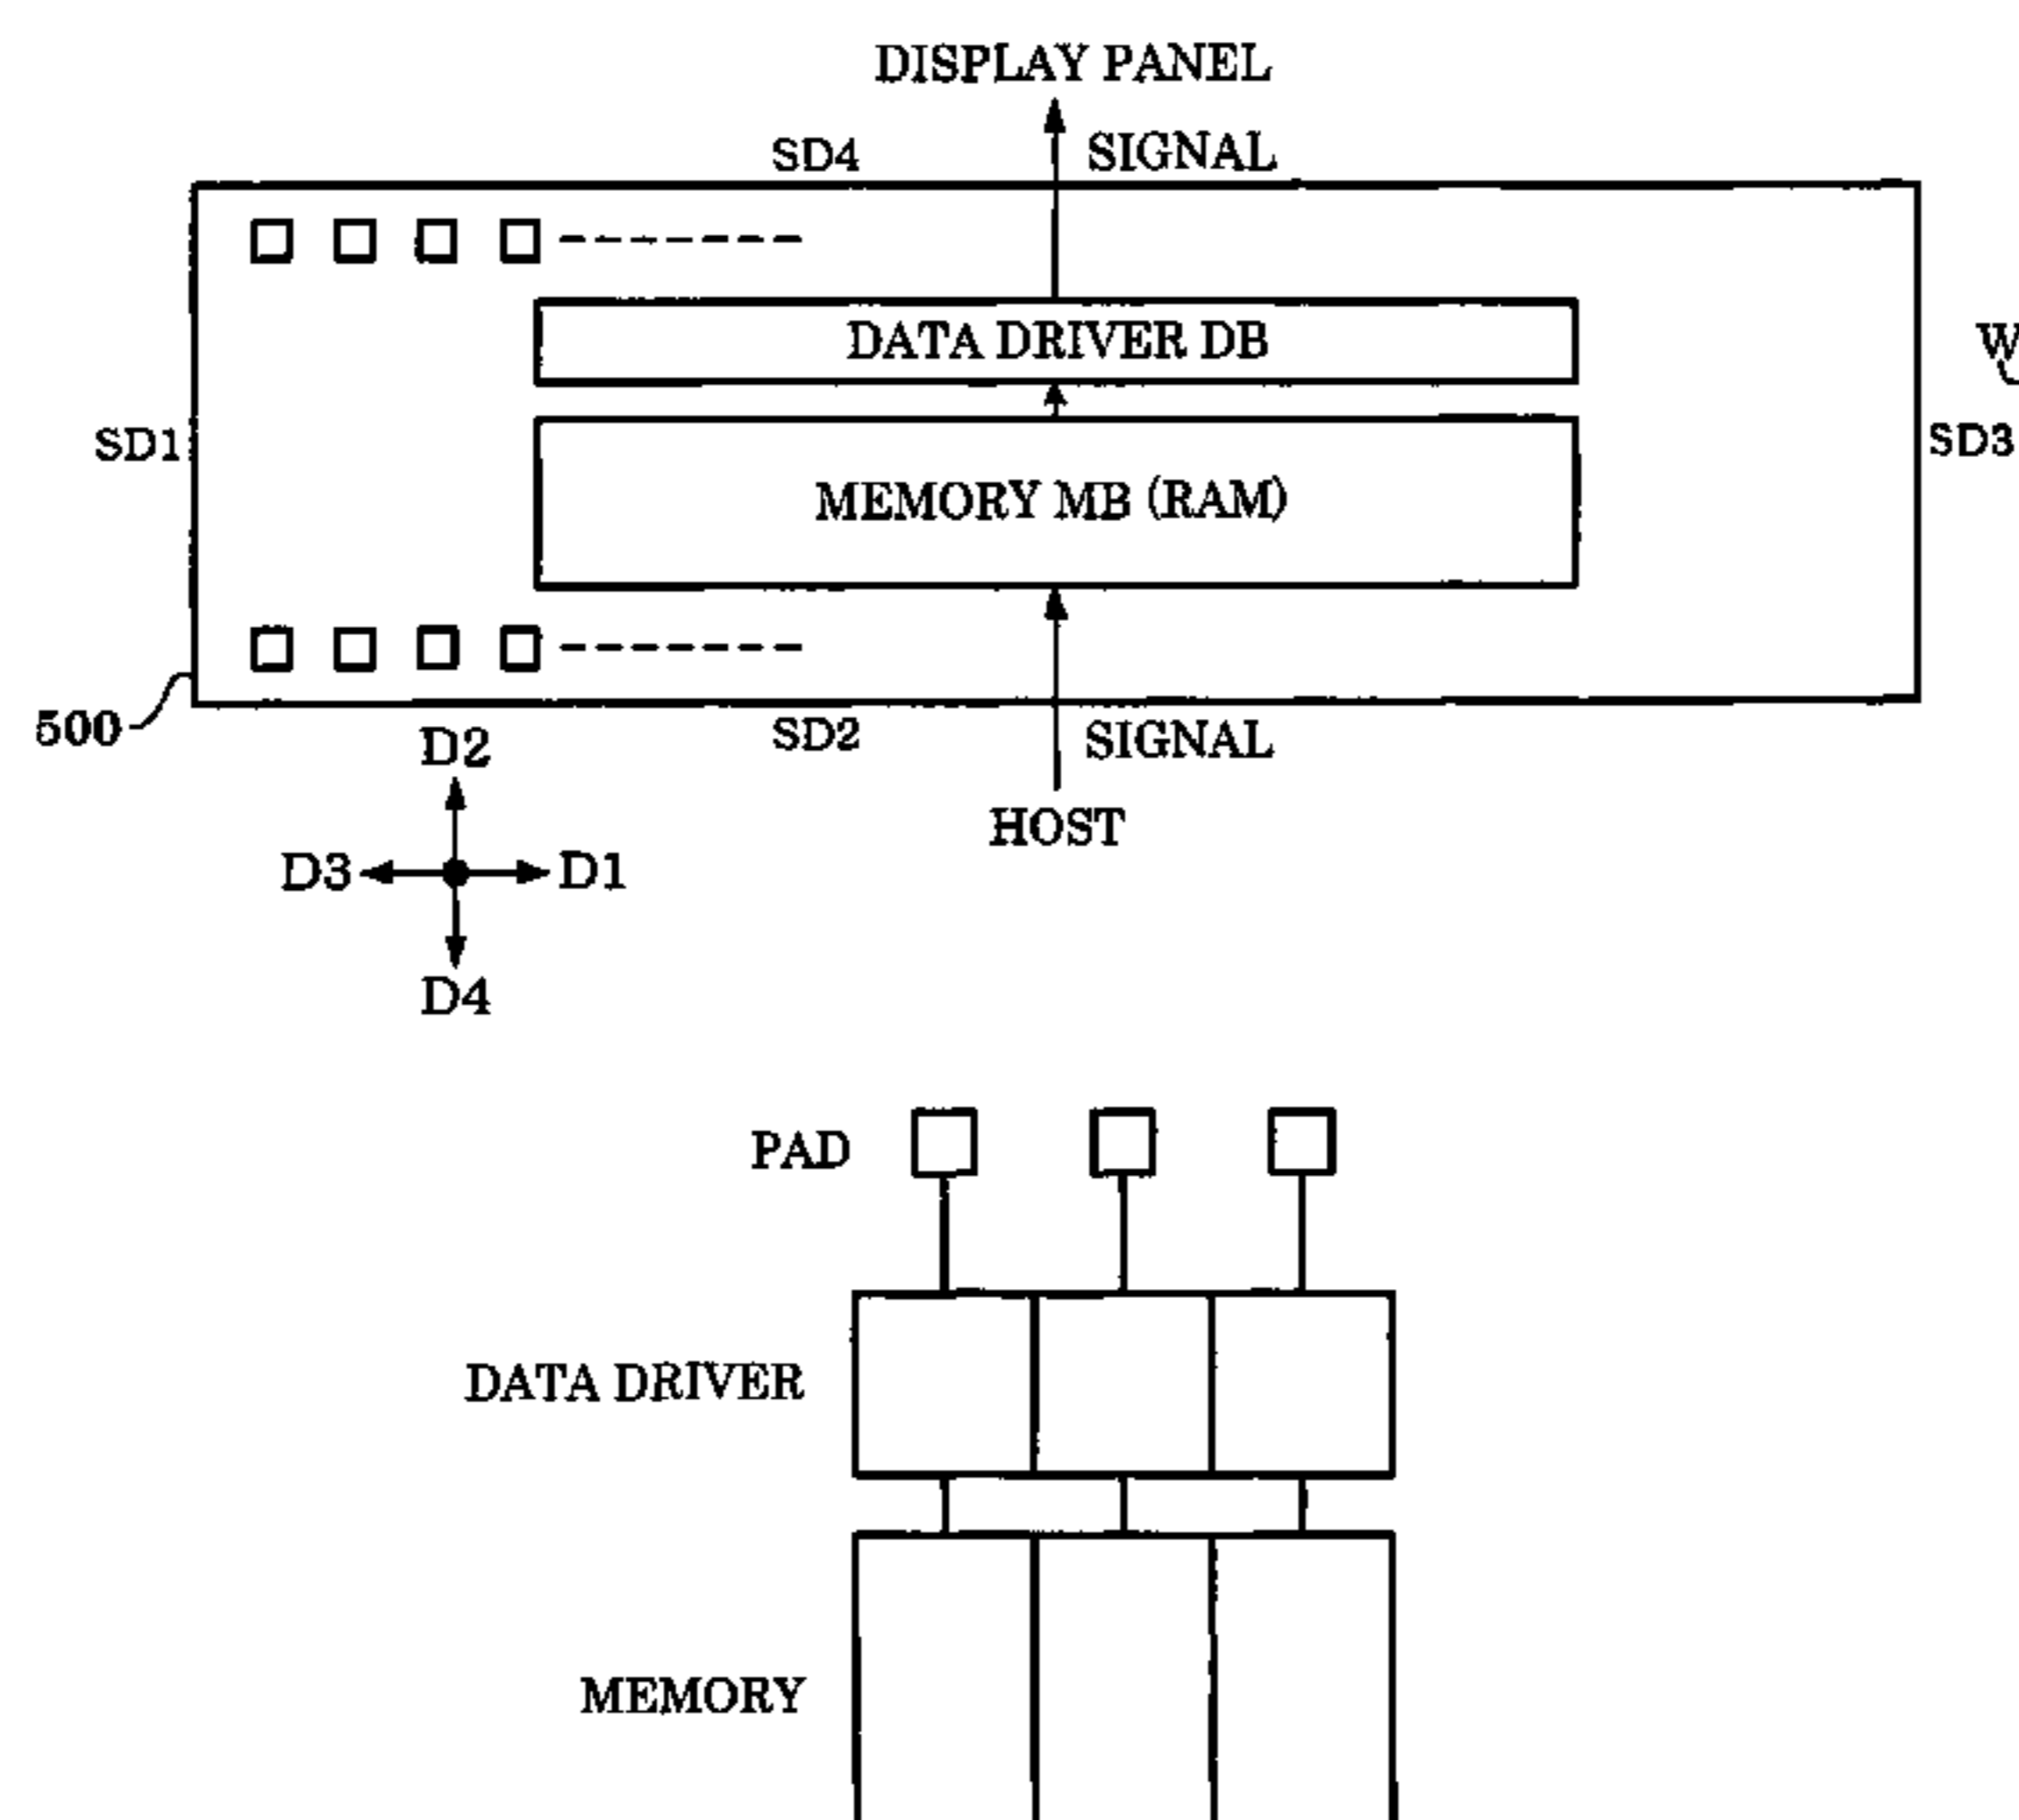 DISPLAY PANEL
SD4
SIGNAL
DATA DRIVER DB
W
SD1
SD3
MEMORY MB (RAM)
500
SD2
SIGNAL
D2
HOST
D3
D1
D4
PAD
DATA DRIVER
MEMORY